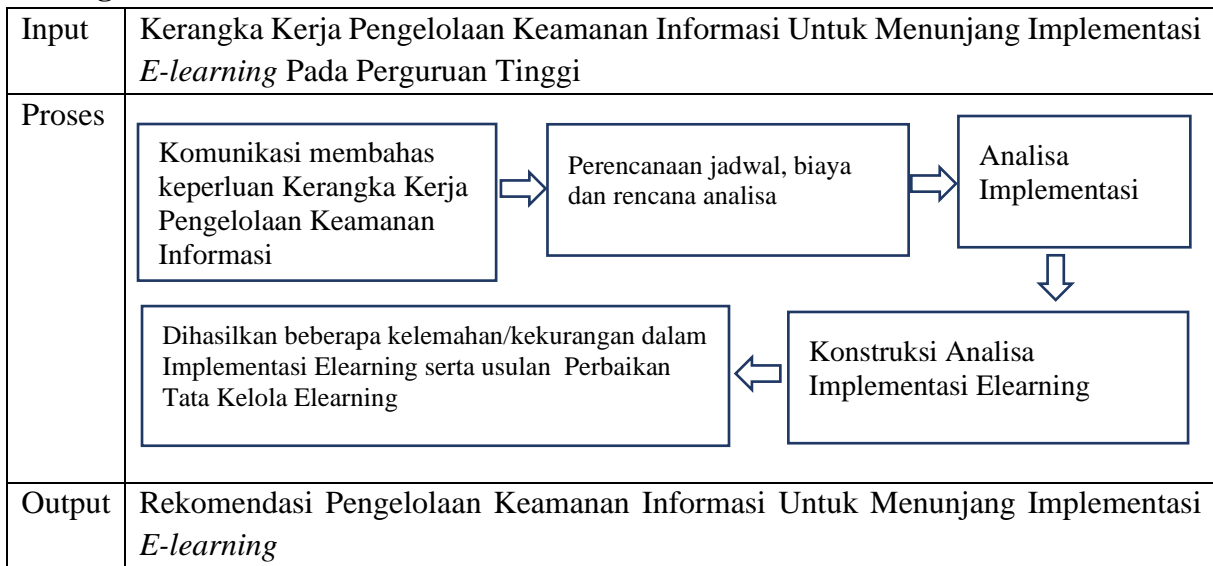 Input
Kerangka Kerja Pengelolaan Keamanan Informasi Untuk Menunjang Implementasi
E-learning Pada Perguruan Tinggi
Proses
Komunikasi membahas
keperluan Kerangka Kerja
Pengelolaan Keamanan
Informasi
Perencanaan jadwal, biaya
dan rencana analisa
Analisa
Implementasi
Konstruksi Analisa
Implementasi Elearning
Dihasilkan beberapa kelemahan/kekurangan dalam
Implementasi Elearning serta usulan Perbaikan
Tata Kelola Elearning
Output
Rekomendasi Pengelolaan Keamanan Informasi Untuk Menunjang Implementasi
E-learning